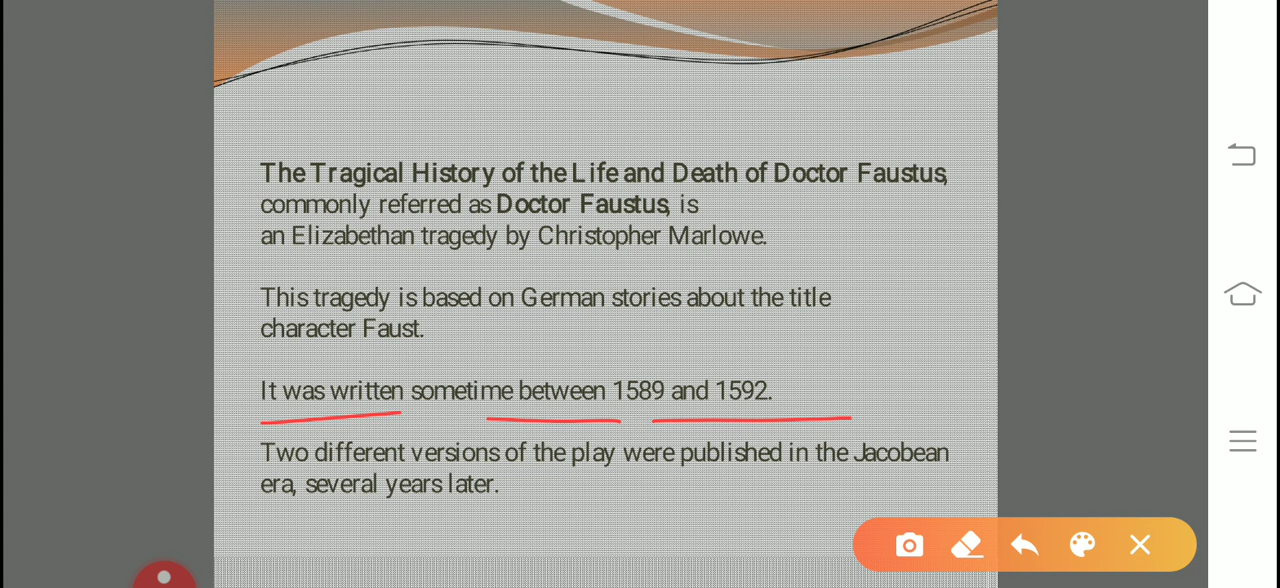 The Tragical History of the Life and Death of Doctor Faustus,
commonly referred as Doctor Faustus, is
an Elizabethan tragedy by Christopher Marlowe.
This tragedy is based on German stories about the title
character Faust.
It was written sometime between 1589 and 1592.
Two different versions of the play were published in the Jacobean
era, several years later.